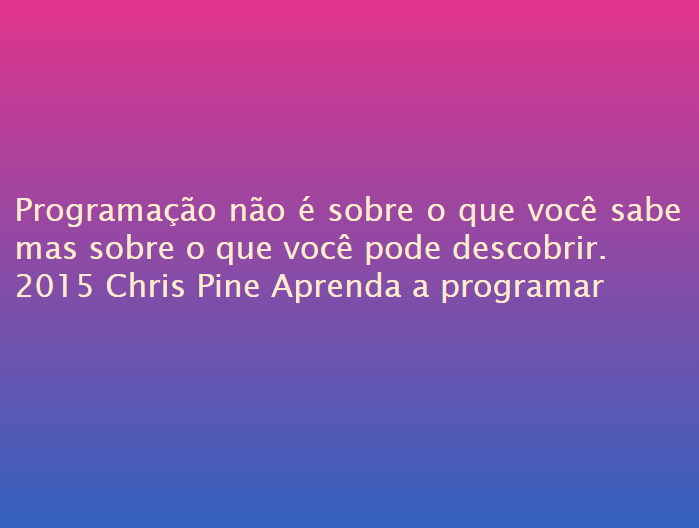 Programação não é sobre o que você sabe
mas sobre o que você pode descobrir.
2015 Chris Pine Aprenda a programar